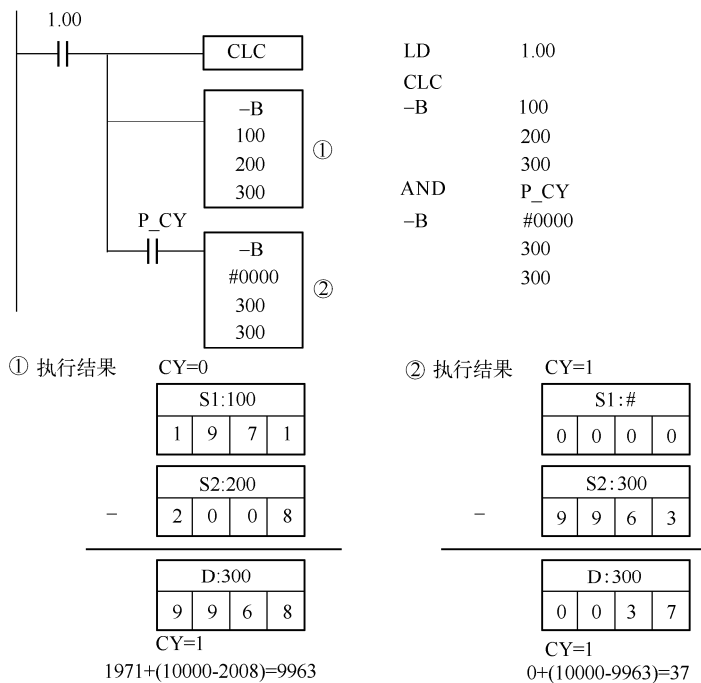 1.00
CLC
−B
100
200
300
①
P_CY
−B
#0000
300
300
②
LD 1.00
CLC
−B 100
200
300
AND P_CY
−B #0000
300
300
① 执行结果 CY=0
S1:100
1 9 7 1
S2:200
− 2 0 0 8
D:300
9 9 6 8
CY=1
1971+(10000-2008)=9963
② 执行结果 CY=1
S1:#
0 0 0 0
S2:300
− 9 9 6 3
D:300
0 0 3 7
CY=1
0+(10000-9963)=37